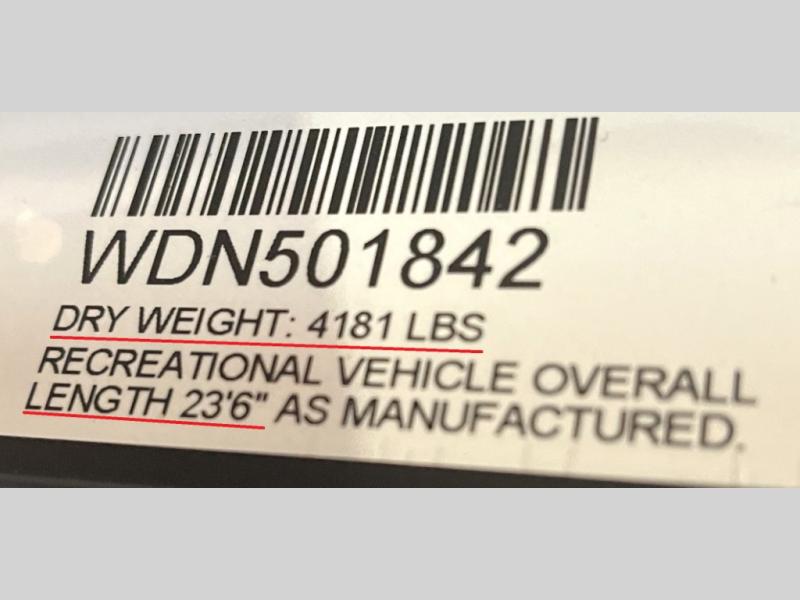 WDN501842
DRY WEIGHT: 4181 LBS
RECREATIONAL VEHICLE OVERALL
LENGTH 23'6" AS MANUFACTURED.